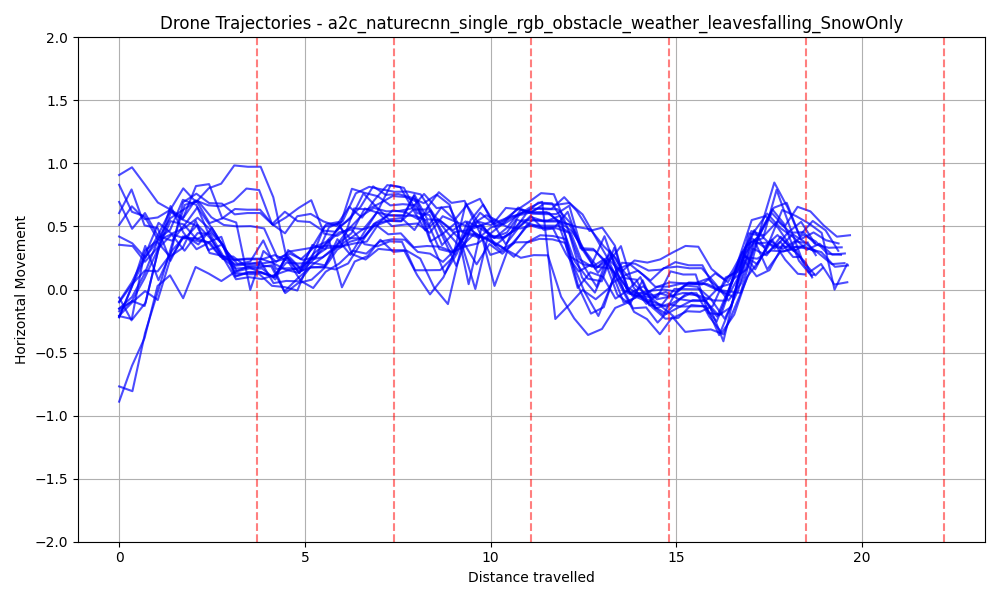 Drone Trajectories - a2c_naturecnn_single_rgb_obstacle_weather_leavesfalling_SnowOnly
2.0
1.5
1.0
0.5
0.0
−0.5
−1.0
−1.5
−2.0
Horizontal Movement
0 5 10 15 20
Distance travelled